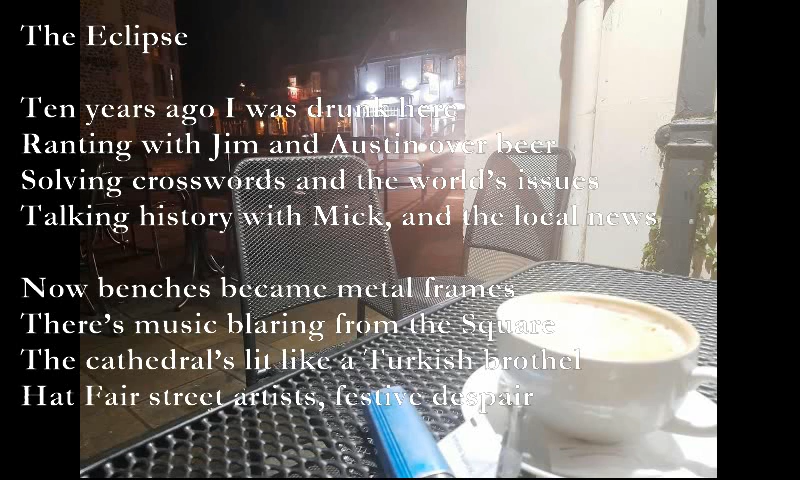 The Eclipse
Ten years ago I was drunk here
Ranting with Jim and Austin over beer
Solving crosswords and the world's issues
Talking history with Mick, and the local news
Now benches became metal frames
There's music blaring from the Square
The cathedral's lit like a Turkish brothel
Hat Fair street artists, festive despair